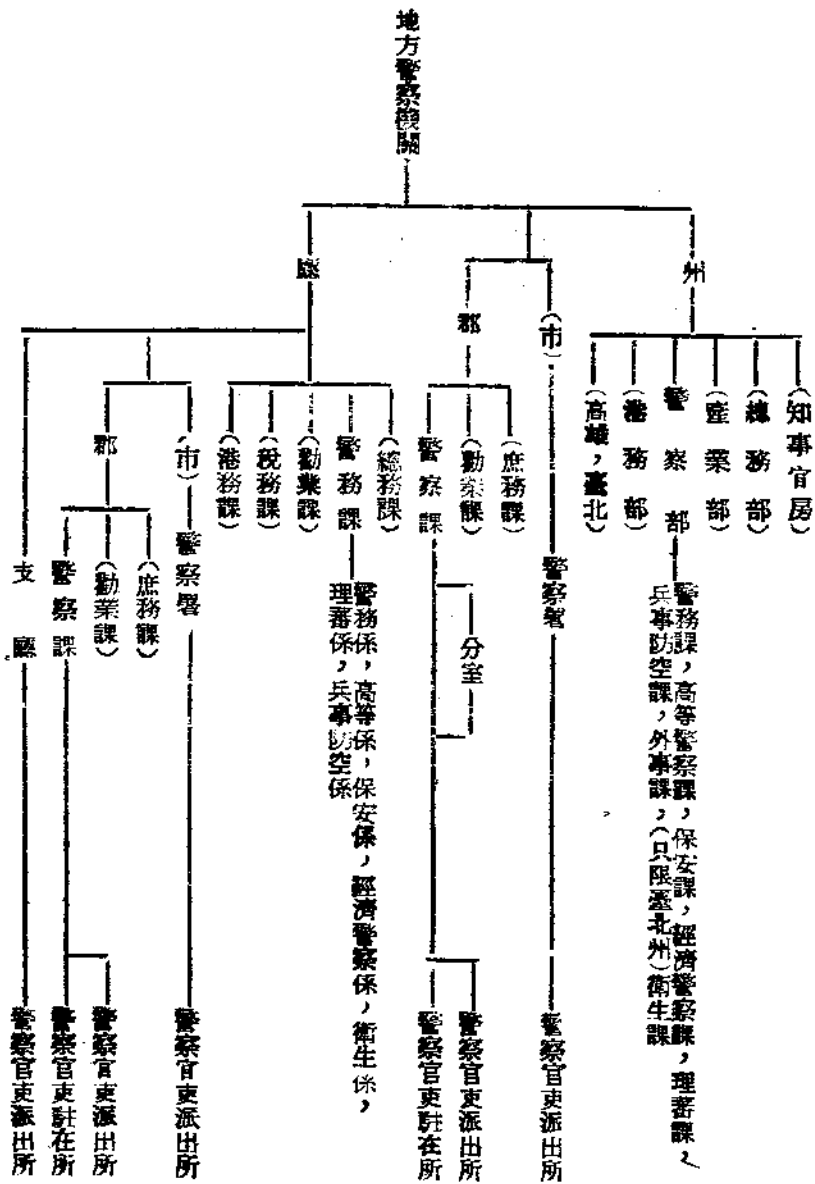 地方警察機關
州
(知事官房)
(總務部)
(產業部)
警察部
警務課，高等警察課，保安課，經濟警察課，理蕃課，
兵事防空課，外事課，(只限臺北州)衛生課
(港務部)
(高雄，臺北)
(市)
警察署
警察官吏派出所
郡
(庶務課)
(勸業課)
警察課
分室
警察官吏派出所
警察官吏駐在所
廳
(總務課)
警務課
警務係，高等係，保安係，經濟警察係，衛生係，
理蕃係，兵事防空係
(勸業課)
(稅務課)
(港務課)
(市)
警察署
警察官吏派出所
郡
(庶務課)
(勸業課)
警察課
警察官吏派出所
警察官吏駐在所
支廳
警察官吏派出所